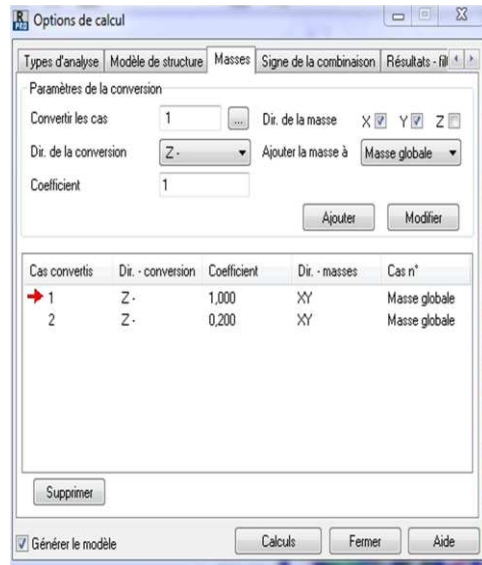 Options de calcul
Types d'analyse Modèle de structure Masses Signe de la combinaison Résultats - fil
Paramètres de la conversion
Convertir les cas 1 ... Dir. de la masse X Y Z
Dir. de la conversion Z - Ajouter la masse à Masse globale
Coefficient 1
Ajouter Modifier
Cas convertis Dir. - conversion Coefficient Dir. - masses Cas n°
1 Z - 1,000 XY Masse globale
2 Z - 0,200 XY Masse globale
Supprimer
Générer le modèle Calculs Fermer Aide